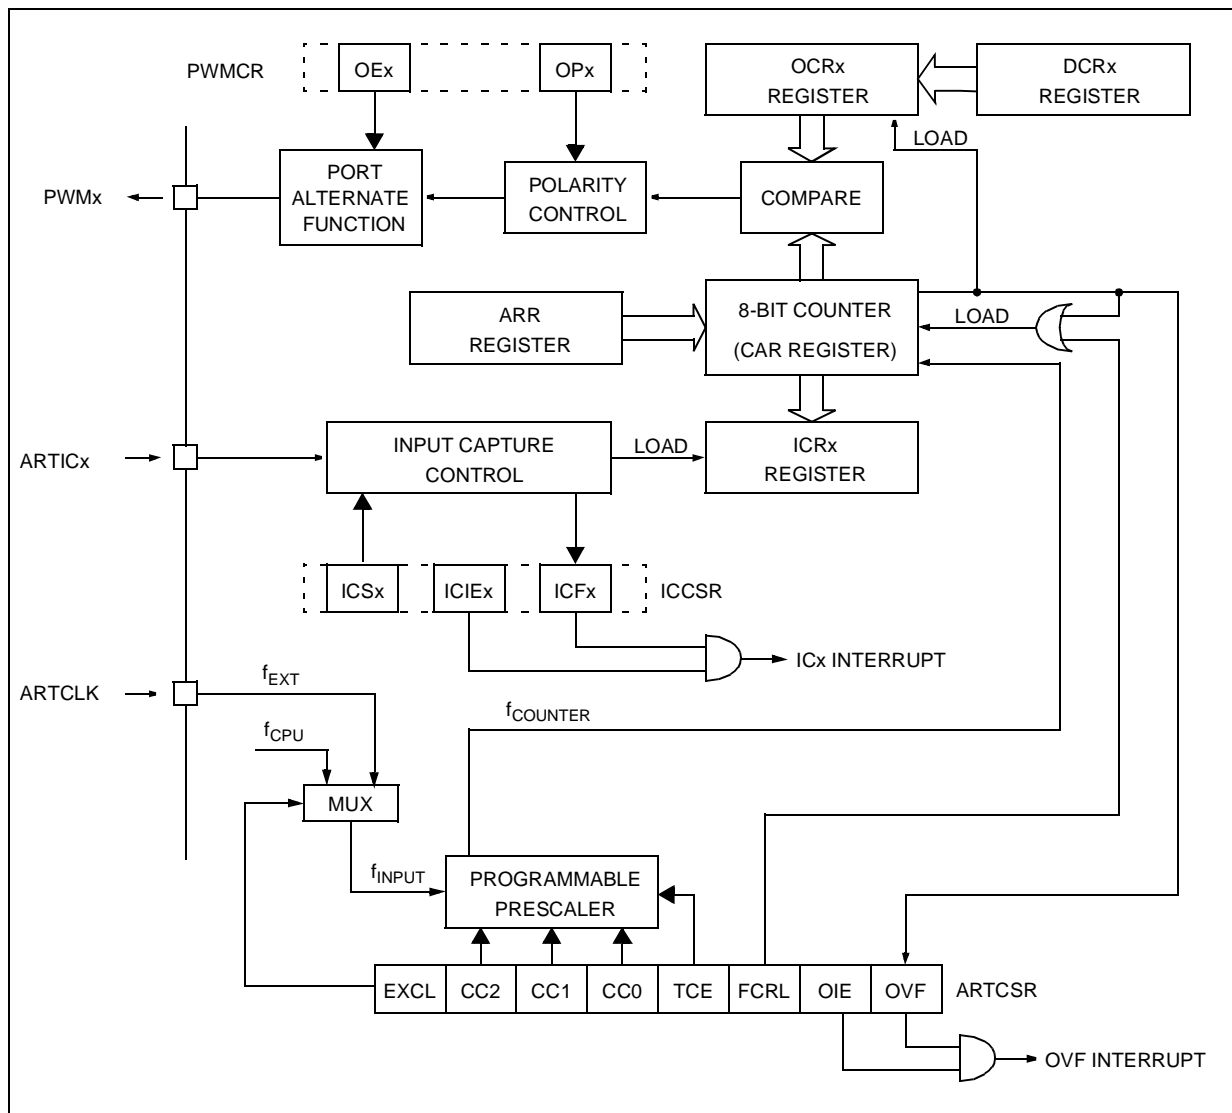 PWMCR
OEx
OPx
OCRx
REGISTER
DCRx
REGISTER
LOAD
PWMx
PORT
ALTERNATE
FUNCTION
POLARITY
CONTROL
COMPARE
ARR
REGISTER
8-BIT COUNTER
(CAR REGISTER)
LOAD
ARTICx
INPUT CAPTURE
CONTROL
LOAD
ICRx
REGISTER
ICSx
ICIEx
ICFx
ICCSR
ICx INTERRUPT
ARTCLK
fEXT
fCPU
fCOUNTER
MUX
fINPUT
PROGRAMMABLE
PRESCALER
EXCL
CC2
CC1
CC0
TCE
FCRL
OIE
OVF
ARTCSR
OVF INTERRUPT